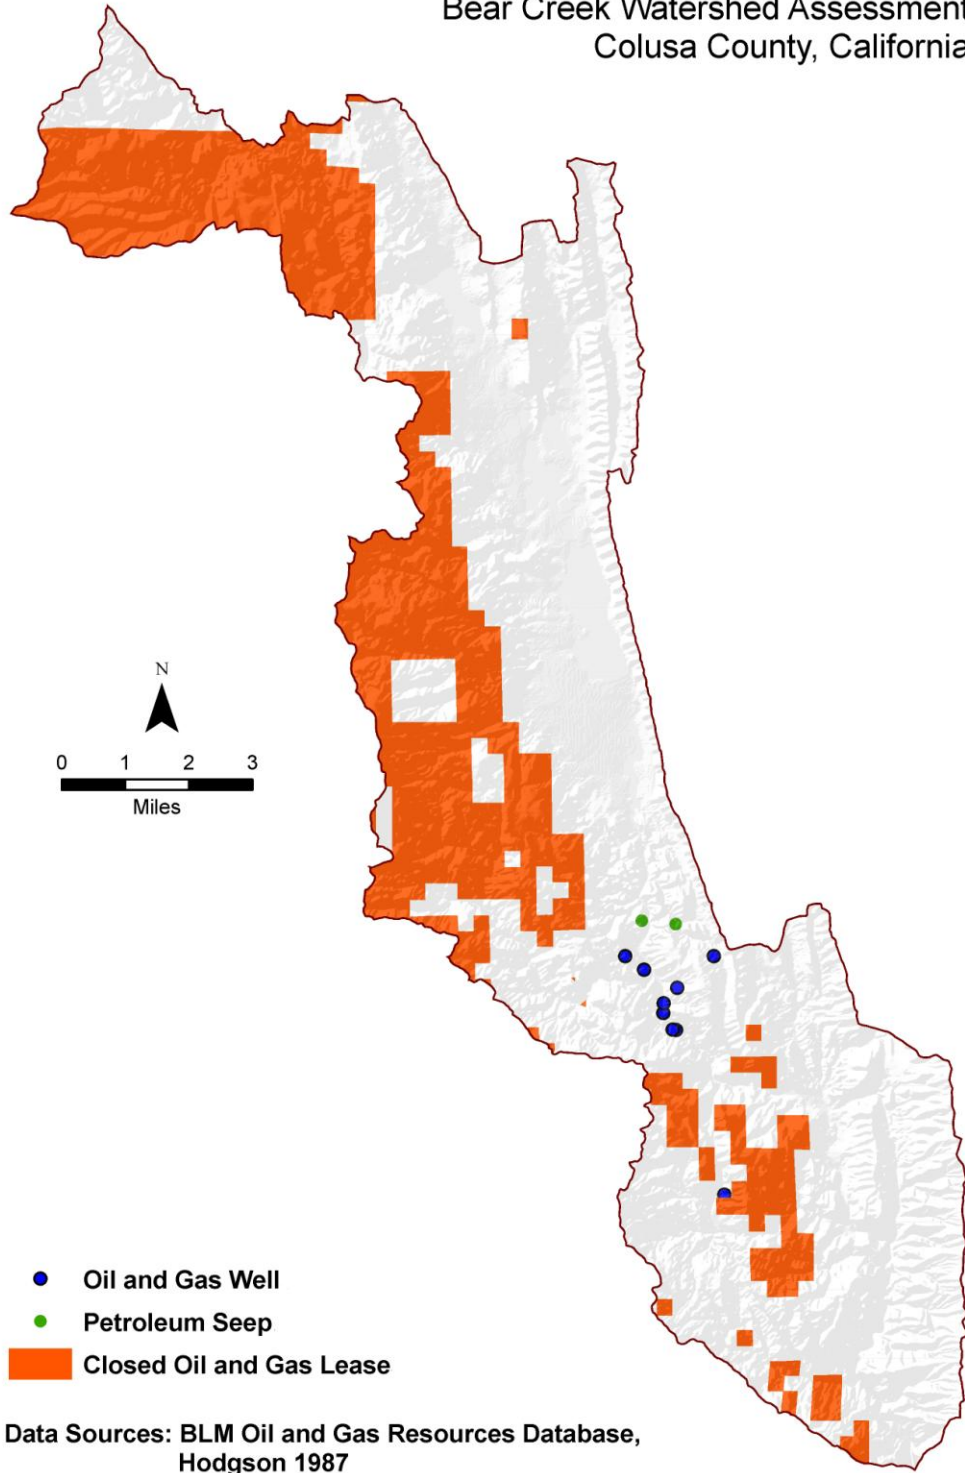 Bear Creek Watershed Assessment
Colusa County, California
N
0 1 2 3
Miles
Oil and Gas Well
Petroleum Seep
Closed Oil and Gas Lease
Data Sources: BLM Oil and Gas Resources Database,
Hodgson 1987